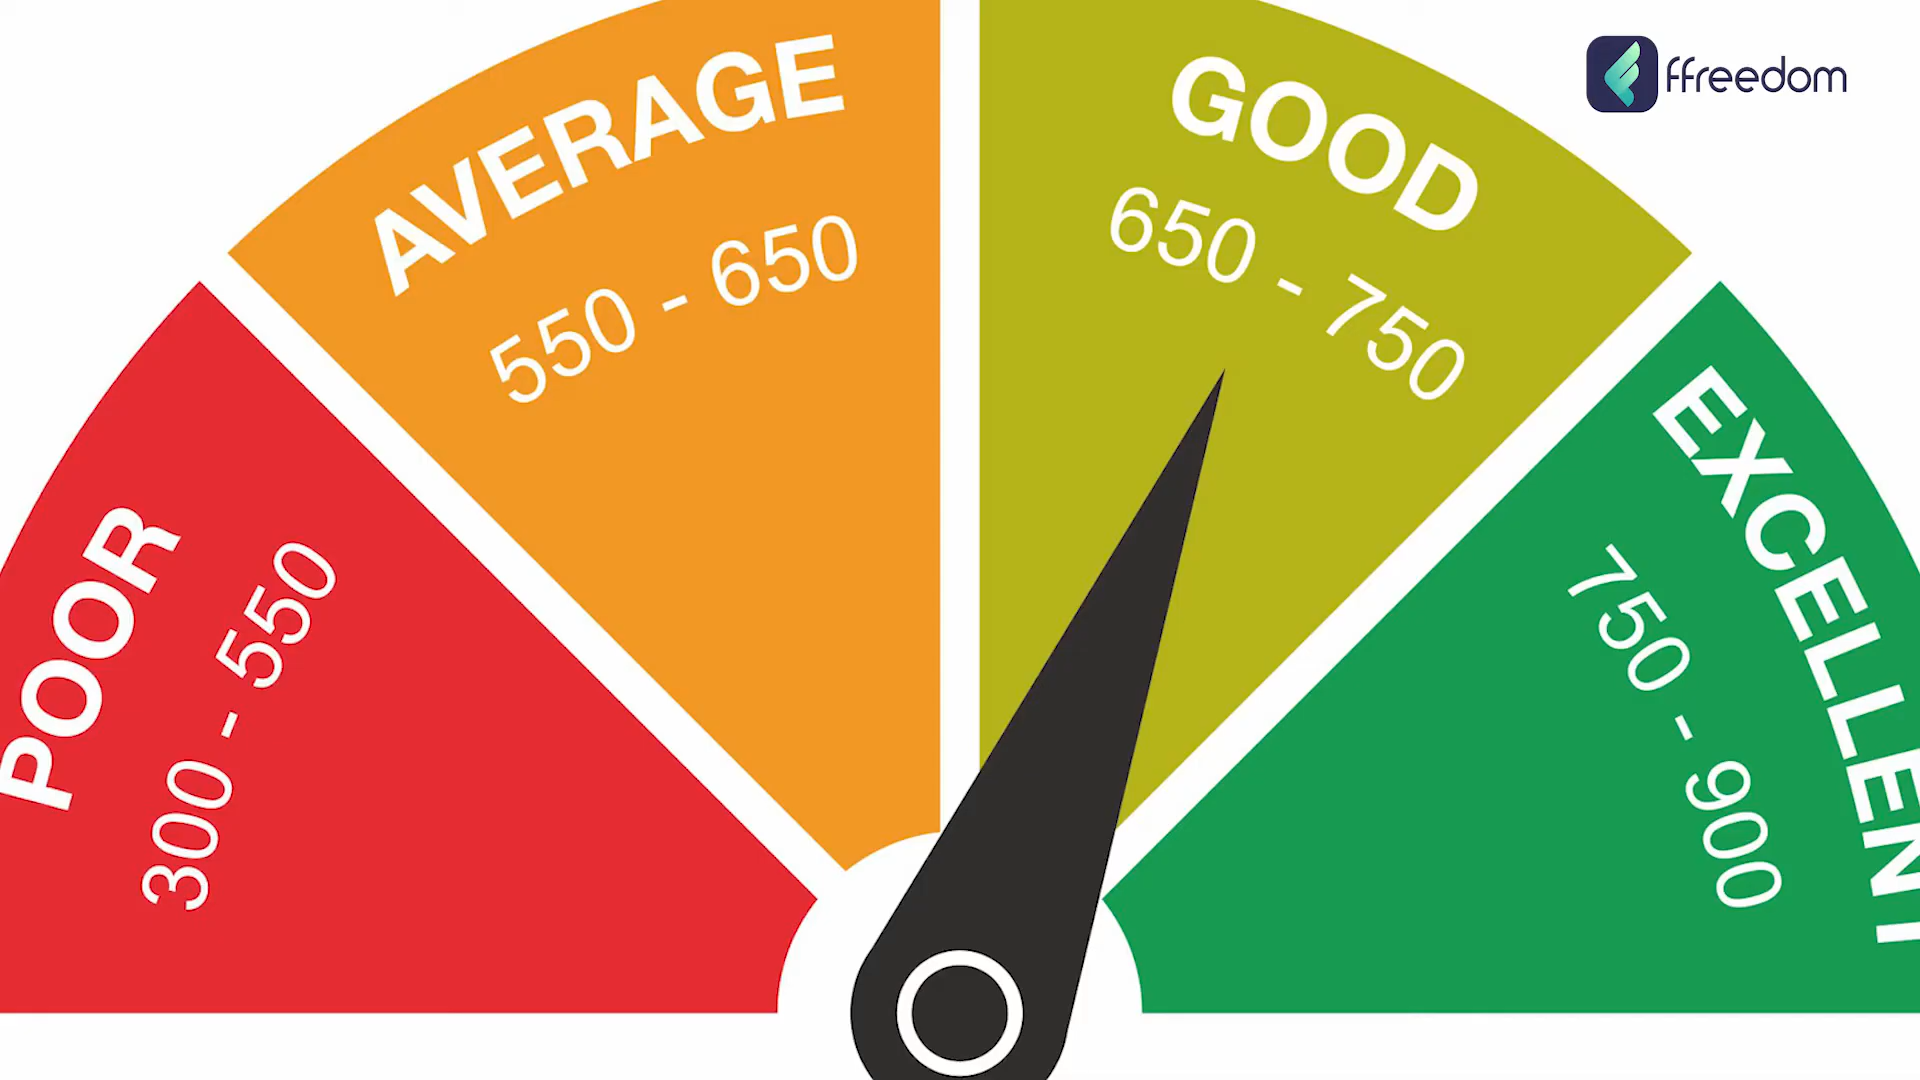 POOR
300 - 550
AVERAGE
550 - 650
GOOD
650 - 750
EXCELLENT
750 - 900
ffreedom